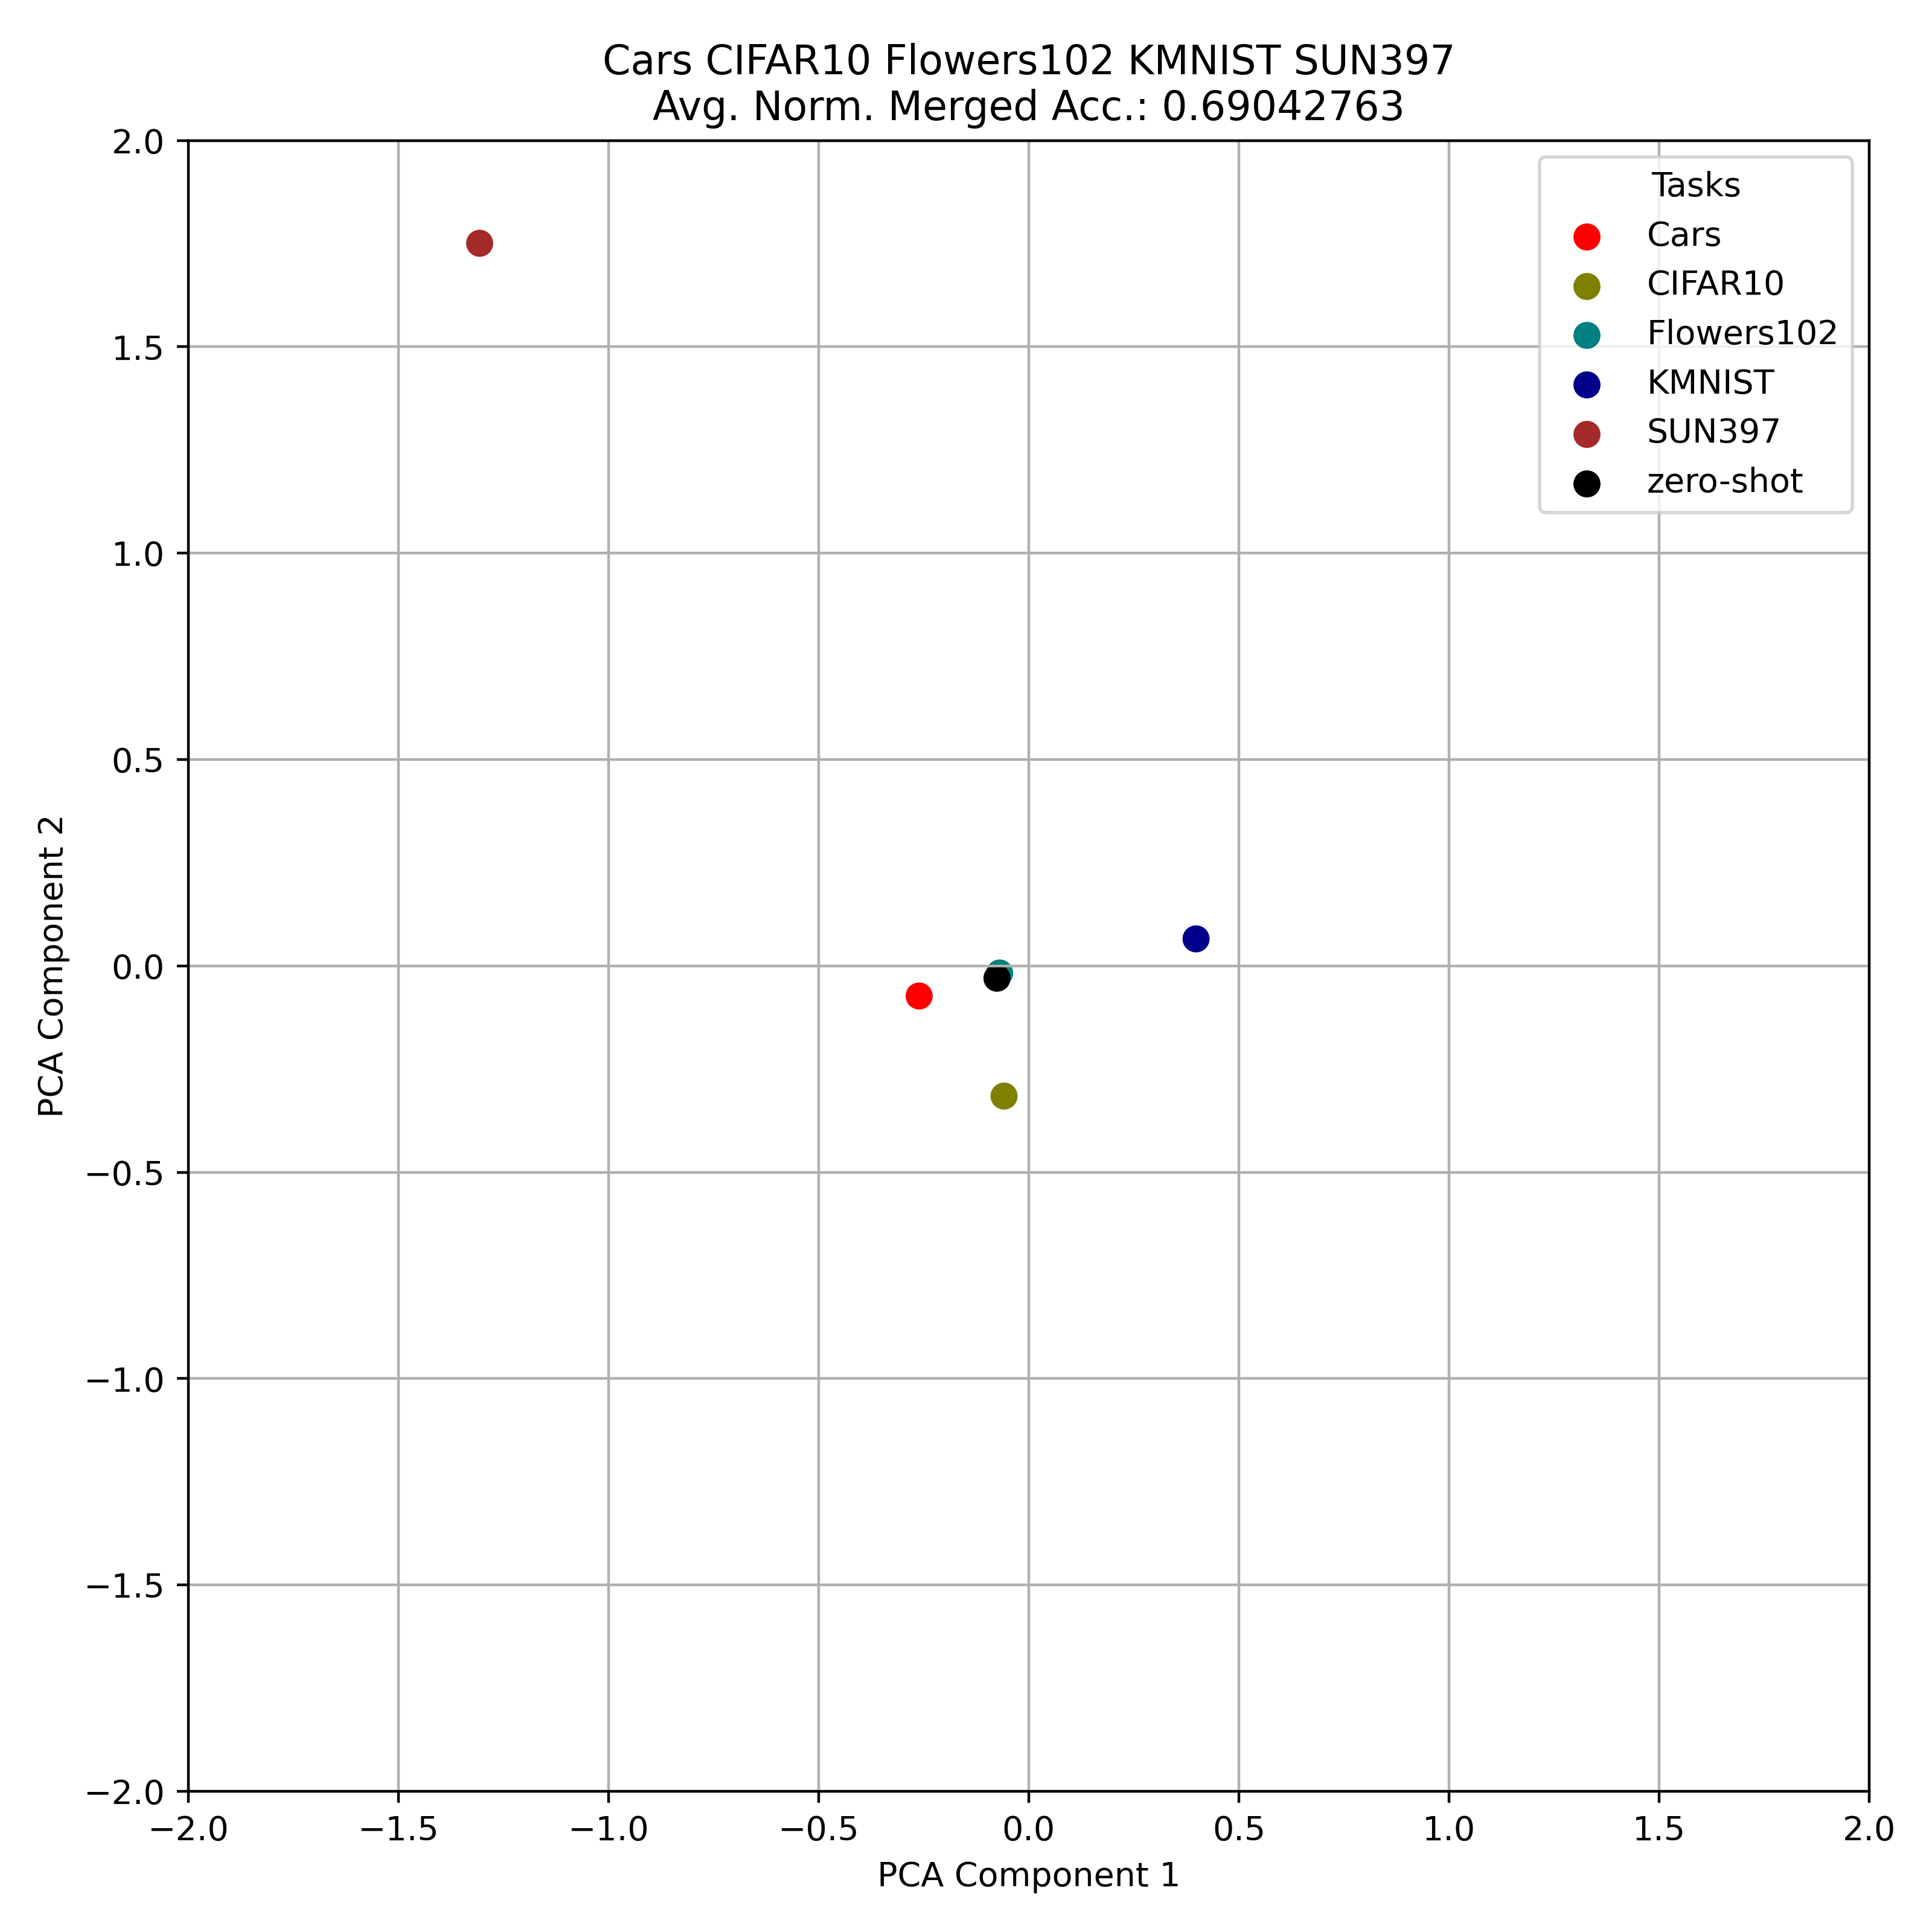 Cars CIFAR10 Flowers102 KMNIST SUN397
Avg. Norm. Merged Acc.: 0.69042763
Tasks
Cars
CIFAR10
Flowers102
KMNIST
SUN397
zero-shot
PCA Component 2
2.0
1.5
1.0
0.5
0.0
−0.5
−1.0
−1.5
−2.0
−2.0 −1.5 −1.0 −0.5 0.0 0.5 1.0 1.5 2.0
PCA Component 1